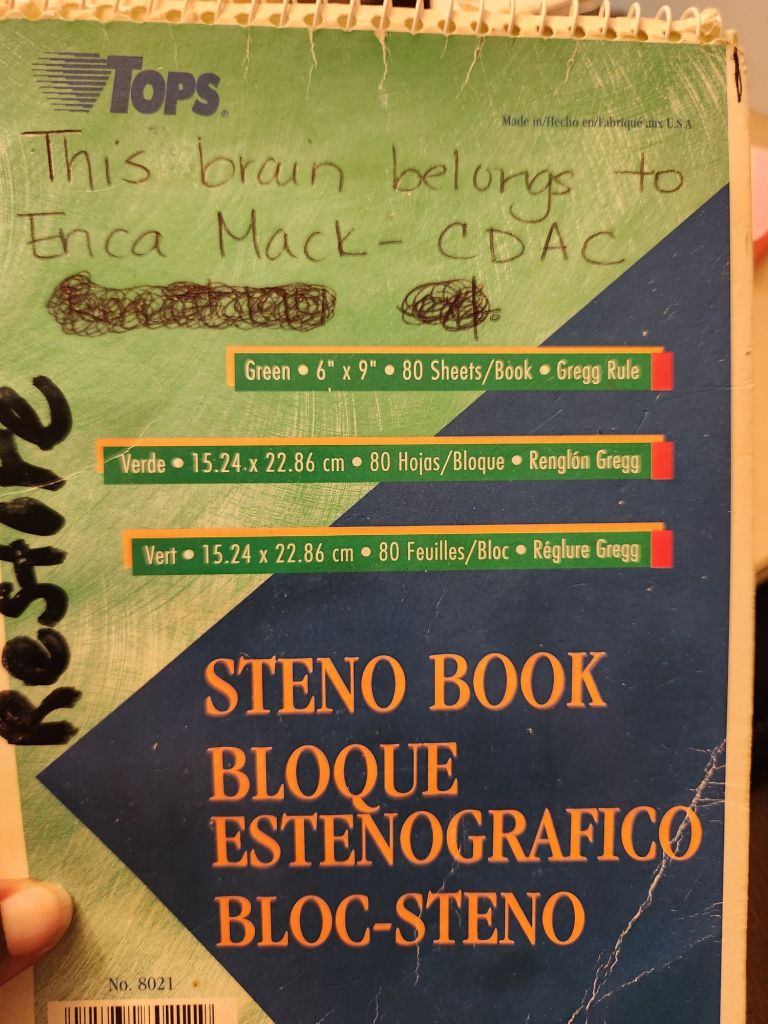 TOPS®
Made in/Hecho en/Fabriqué aux U.S.A
This brain belongs to
Erica Mack - CDAC
Green • 6" x 9" • 80 Sheets/Book • Gregg Rule
Verde • 15.24 x 22.86 cm • 80 Hojas/Bloque • Renglón Gregg
Vert • 15.24 x 22.86 cm • 80 Feuilles/Bloc • Réglure Gregg
STENO BOOK
BLOQUE
ESTENOGRAFICO
BLOC-STENO
No. 8021